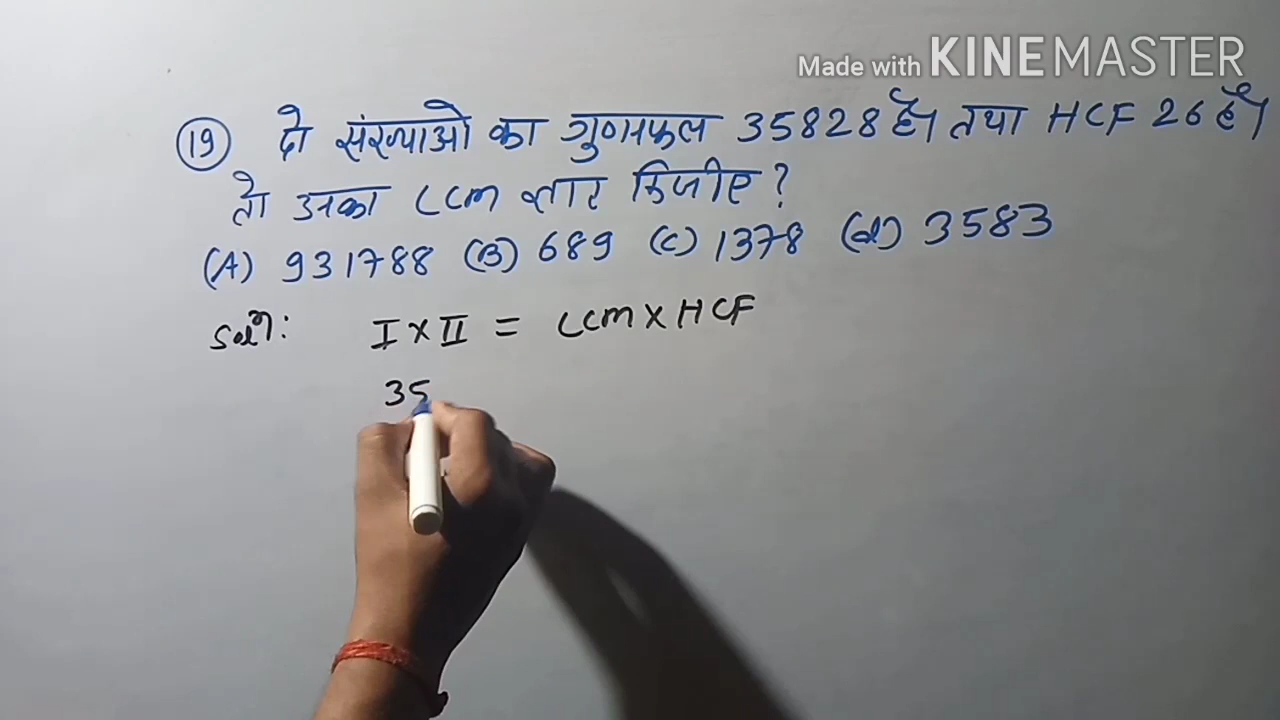 Made with KINEMASTER
(19) दो संख्याओ का गुणनफल 35828 है। तथा HCF 26 है।
तो उनका LCM ज्ञात किजीए ?
(A) 931788 (B) 689 (C) 1378 (d) 3583
Solⁿ: I × II = LCM × HCF
35